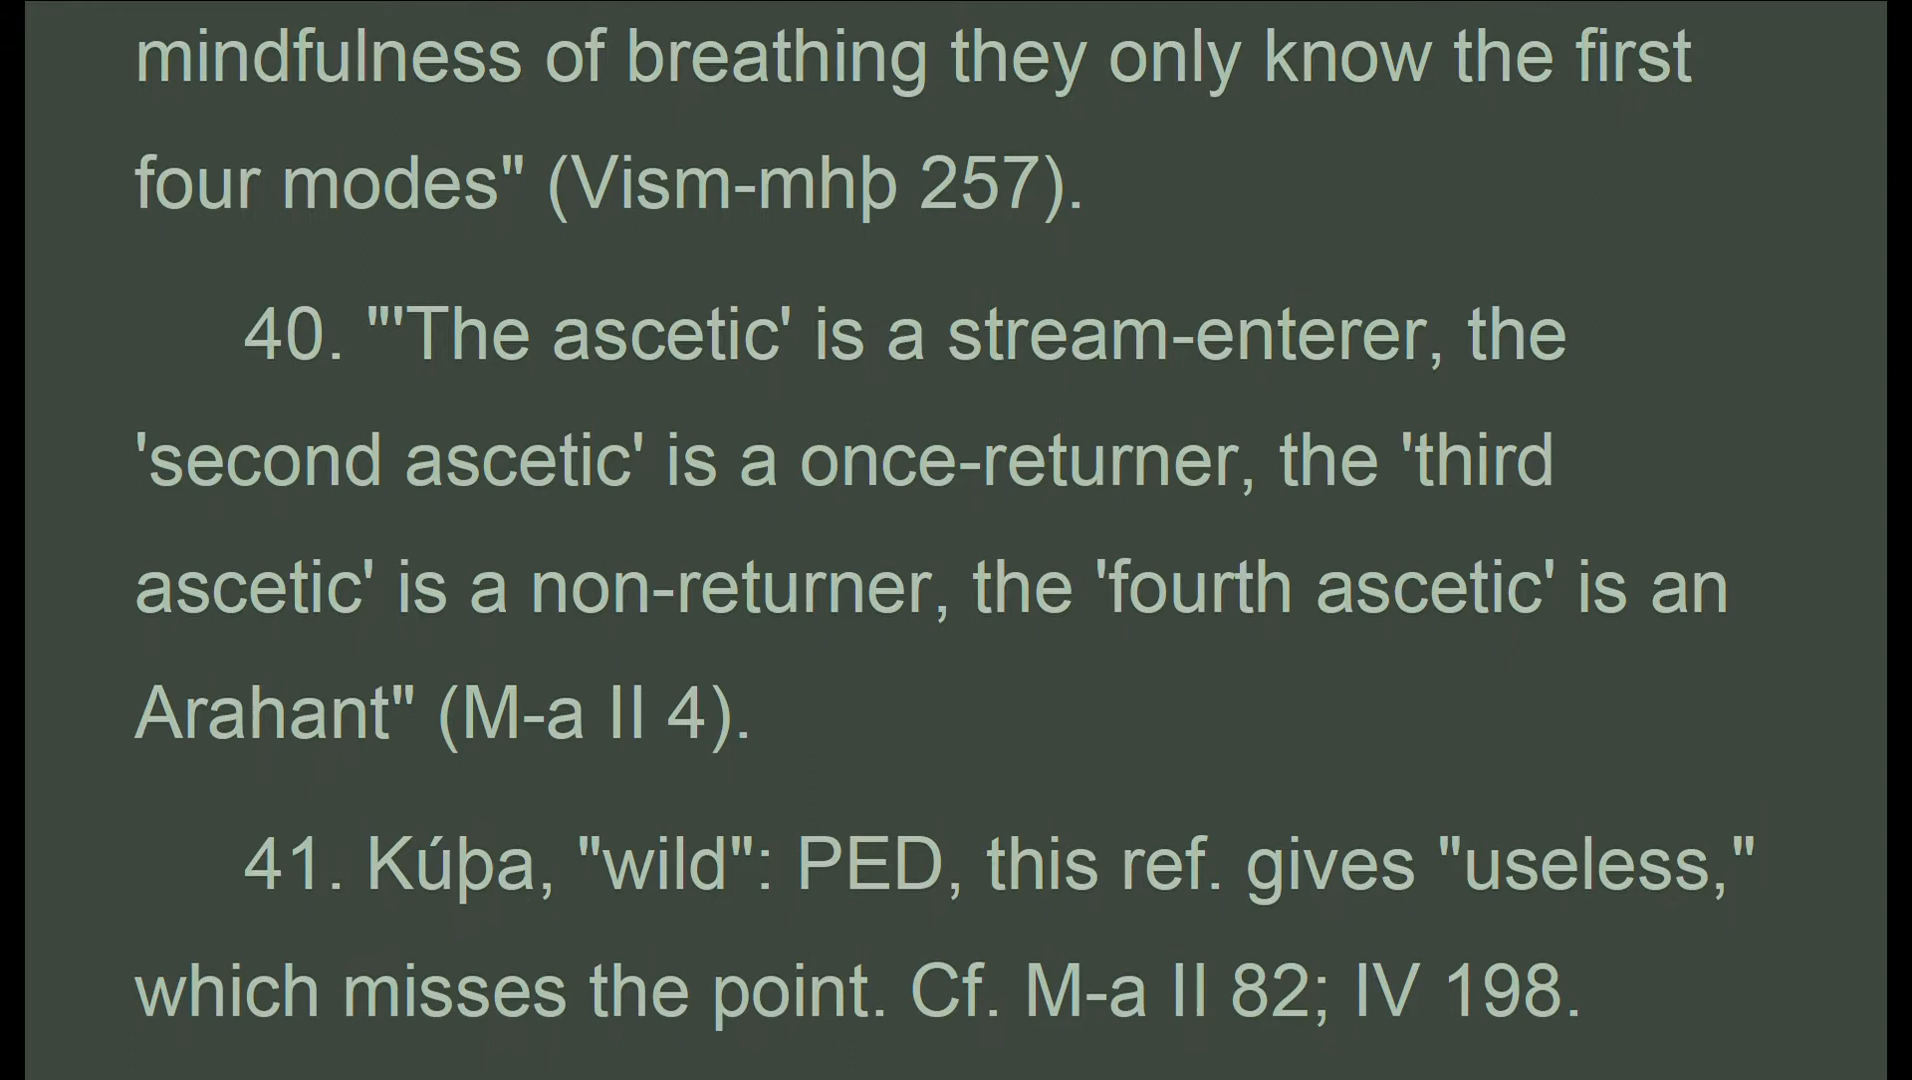 mindfulness of breathing they only know the first
four modes" (Vism-mhþ 257).
40. "'The ascetic' is a stream-enterer, the
'second ascetic' is a once-returner, the 'third
ascetic' is a non-returner, the 'fourth ascetic' is an
Arahant" (M-a II 4).
41. Kúþa, "wild": PED, this ref. gives "useless,"
which misses the point. Cf. M-a II 82; IV 198.